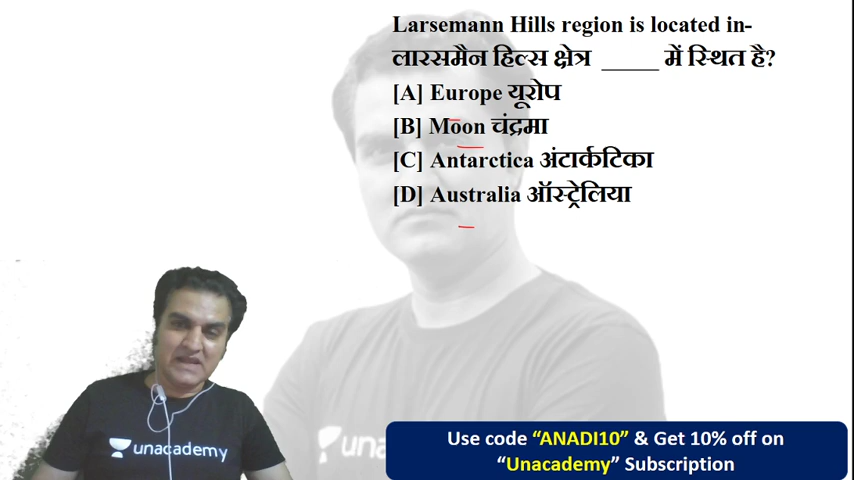 Larsemann Hills region is located in-
लारसमैन हिल्स क्षेत्र _____ में स्थित है?
[A] Europe यूरोप
[B] Moon चंद्रमा
[C] Antarctica अंटार्कटिका
[D] Australia ऑस्ट्रेलिया
unacademy
una
Use code “ANADI10” & Get 10% off on
“Unacademy” Subscription